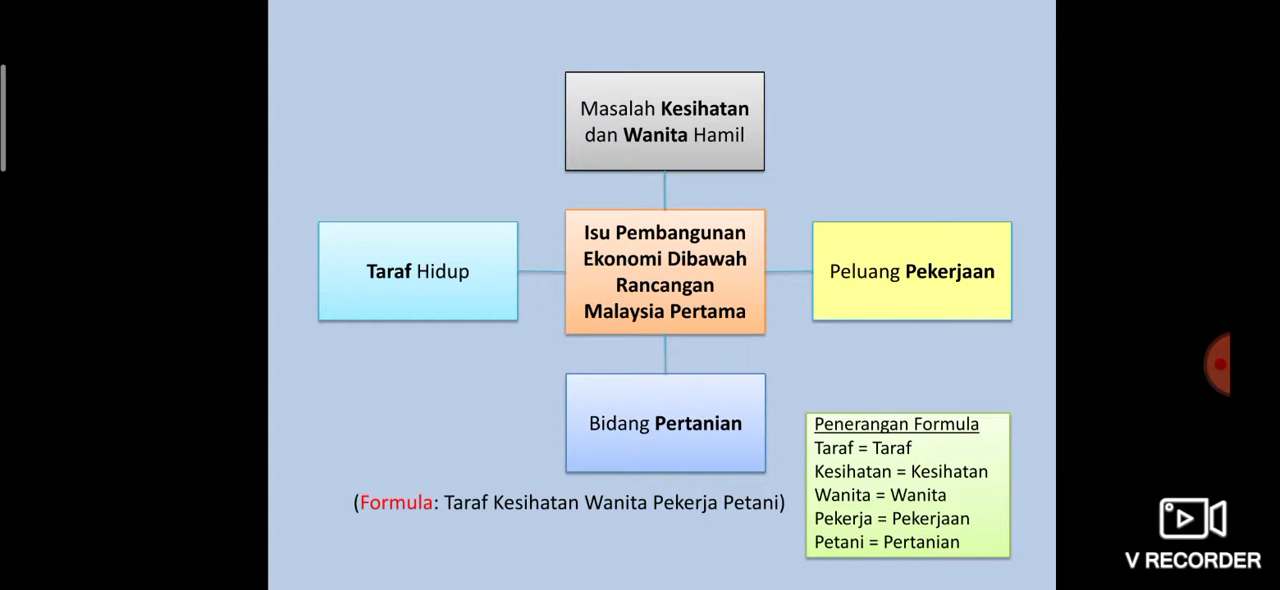 Masalah Kesihatan
dan Wanita Hamil
Taraf Hidup
Isu Pembangunan
Ekonomi Dibawah
Rancangan
Malaysia Pertama
Peluang Pekerjaan
Bidang Pertanian
(Formula: Taraf Kesihatan Wanita Pekerja Petani)
Penerangan Formula
Taraf = Taraf
Kesihatan = Kesihatan
Wanita = Wanita
Pekerja = Pekerjaan
Petani = Pertanian
V RECORDER